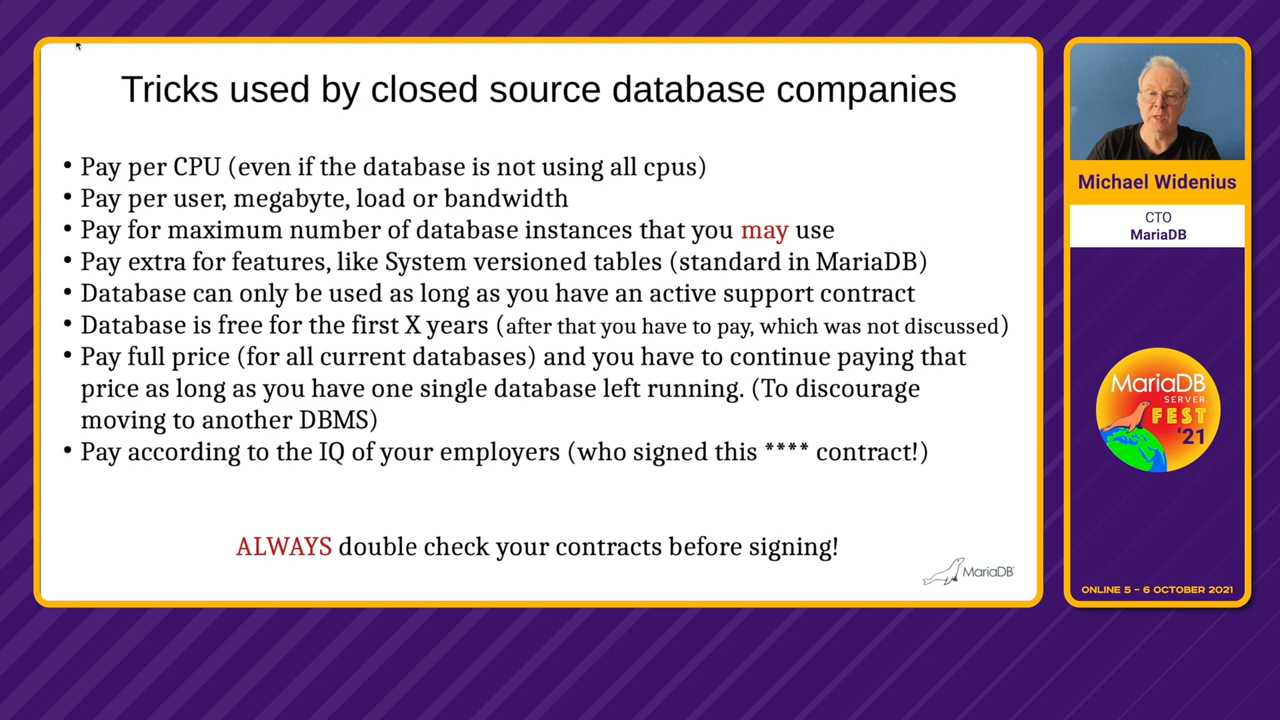 Tricks used by closed source database companies
• Pay per CPU (even if the database is not using all cpus)
• Pay per user, megabyte, load or bandwidth
• Pay for maximum number of database instances that you may use
• Pay extra for features, like System versioned tables (standard in MariaDB)
• Database can only be used as long as you have an active support contract
• Database is free for the first X years (after that you have to pay, which was not discussed)
• Pay full price (for all current databases) and you have to continue paying that
price as long as you have one single database left running. (To discourage
moving to another DBMS)
• Pay according to the IQ of your employers (who signed this **** contract!)
ALWAYS double check your contracts before signing!
MariaDB
Michael Widenius
CTO
MariaDB
MariaDB
SERVER
FEST
'21
ONLINE 5 – 6 OCTOBER 2021